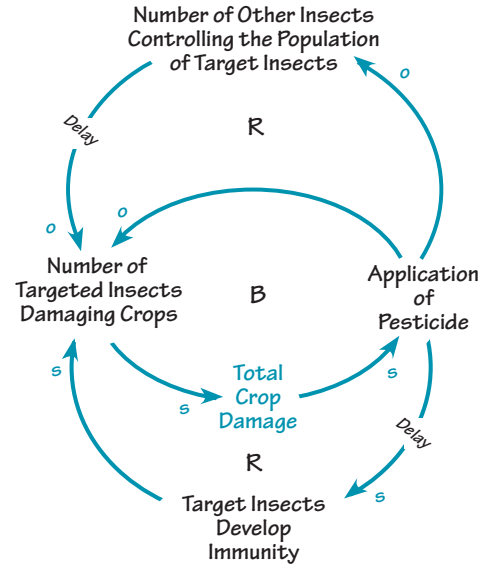 Number of Other Insects
Controlling the Population
of Target Insects
o
Delay
R
o
o
Number of
Targeted Insects
Damaging Crops
B
Application
of
Pesticide
s
s
Total
Crop
Damage
s
Delay
R
s
Target Insects
Develop
Immunity